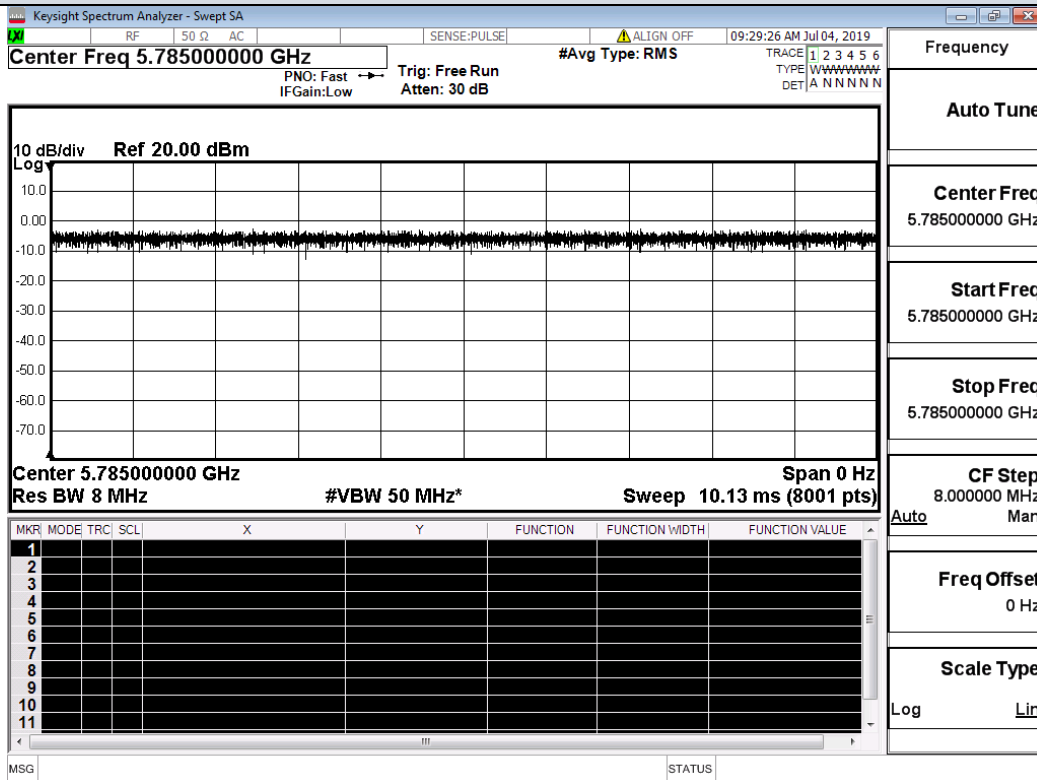 Keysight Spectrum Analyzer - Swept SA
LXI RF 50 Ω AC SENSE:PULSE ALIGN OFF 09:29:26 AM Jul 04, 2019
Center Freq 5.785000000 GHz #Avg Type: RMS TRACE 1 2 3 4 5 6
PNO: Fast Trig: Free Run TYPE WWWWWW
IFGain:Low Atten: 30 dB DET A N N N N N
10 dB/div Ref 20.00 dBm
Log
10.0
0.00
-10.0
-20.0
-30.0
-40.0
-50.0
-60.0
-70.0
Center 5.785000000 GHz Span 0 Hz
Res BW 8 MHz #VBW 50 MHz* Sweep 10.13 ms (8001 pts)
MKR MODE TRC SCL X Y FUNCTION FUNCTION WIDTH FUNCTION VALUE
1
2
3
4
5
6
7
8
9
10
11
MSG STATUS
Frequency
Auto Tune
Center Freq
5.785000000 GHz
Start Freq
5.785000000 GHz
Stop Freq
5.785000000 GHz
CF Step
8.000000 MHz
Auto Man
Freq Offset
0 Hz
Scale Type
Log Lin